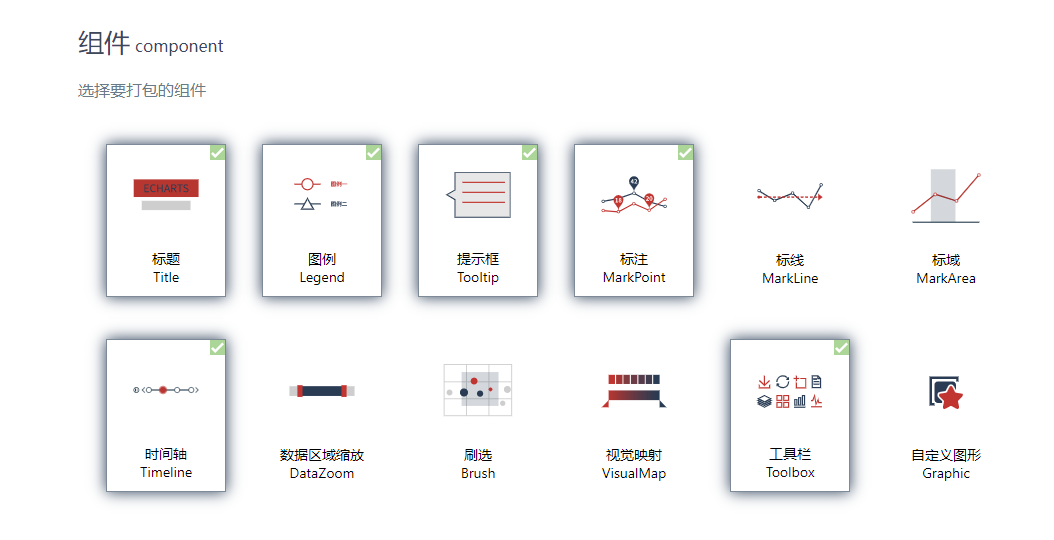 组件 component
选择要打包的组件
ECHARTS
图例一
图例二
42
18
20
标题
Title
图例
Legend
提示框
Tooltip
标注
MarkPoint
标线
MarkLine
标域
MarkArea
时间轴
Timeline
数据区域缩放
DataZoom
刷选
Brush
视觉映射
VisualMap
工具栏
Toolbox
自定义图形
Graphic